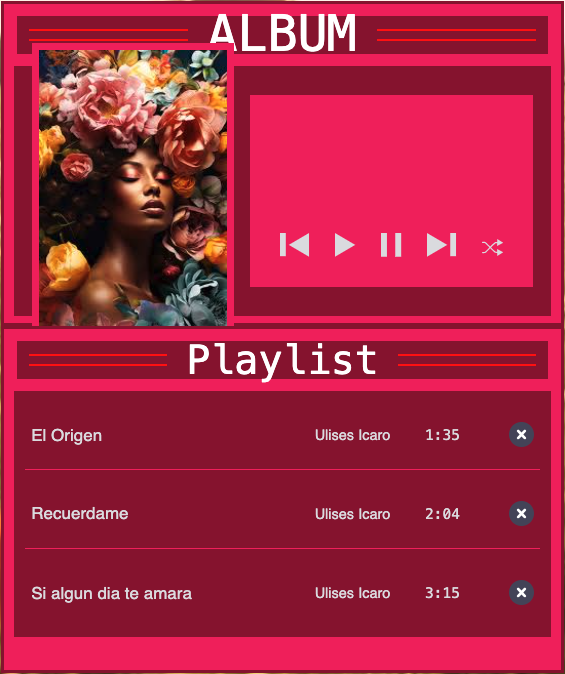 ALBUM
Playlist
El Origen Ulises Icaro 1:35
Recuerdame Ulises Icaro 2:04
Si algun dia te amara Ulises Icaro 3:15